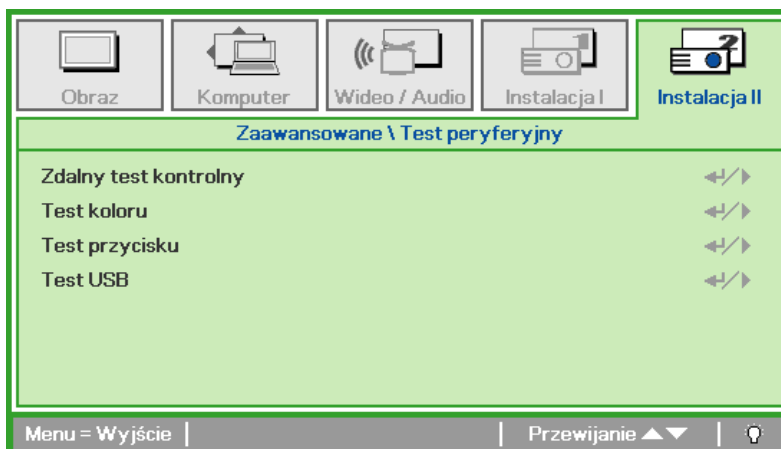 Obraz
Komputer
Wideo / Audio
Instalacja I
Instalacja II
Zaawansowane \ Test peryferyjny
Zdalny test kontrolny
Test koloru
Test przycisku
Test USB
Menu = Wyjście
Przewijanie